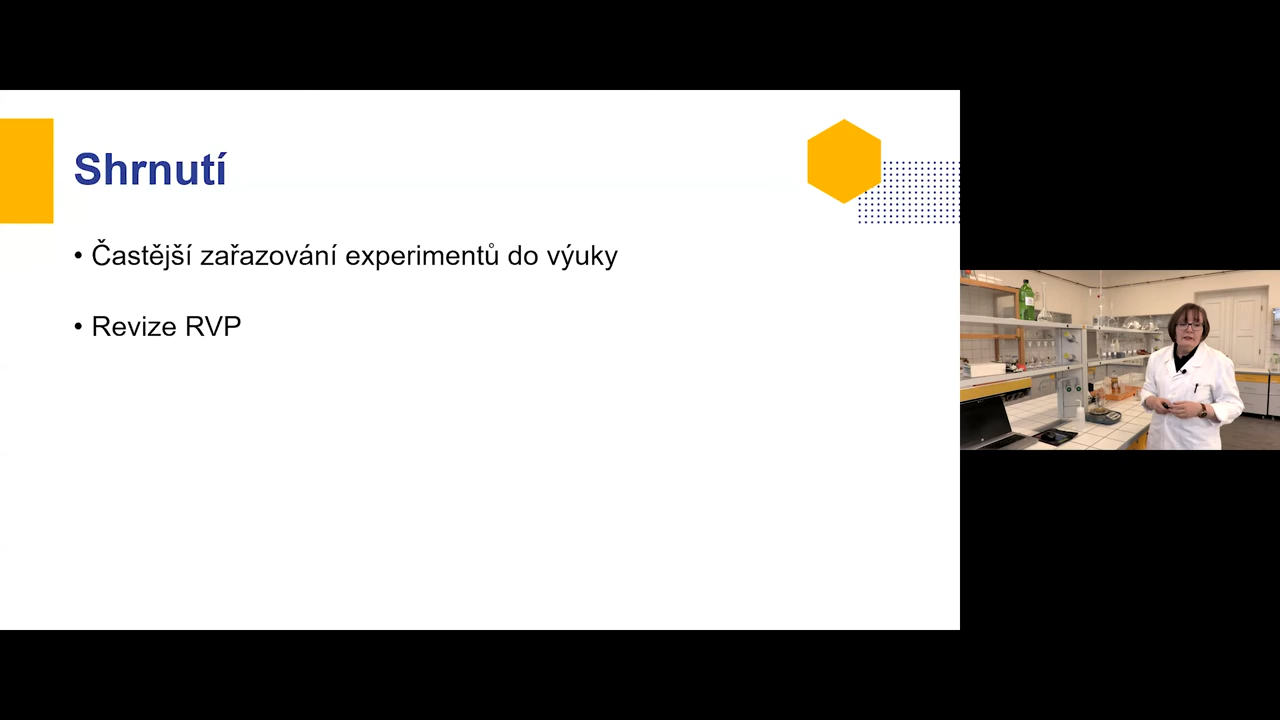 Shrnutí
• Častější zařazování experimentů do výuky
• Revize RVP